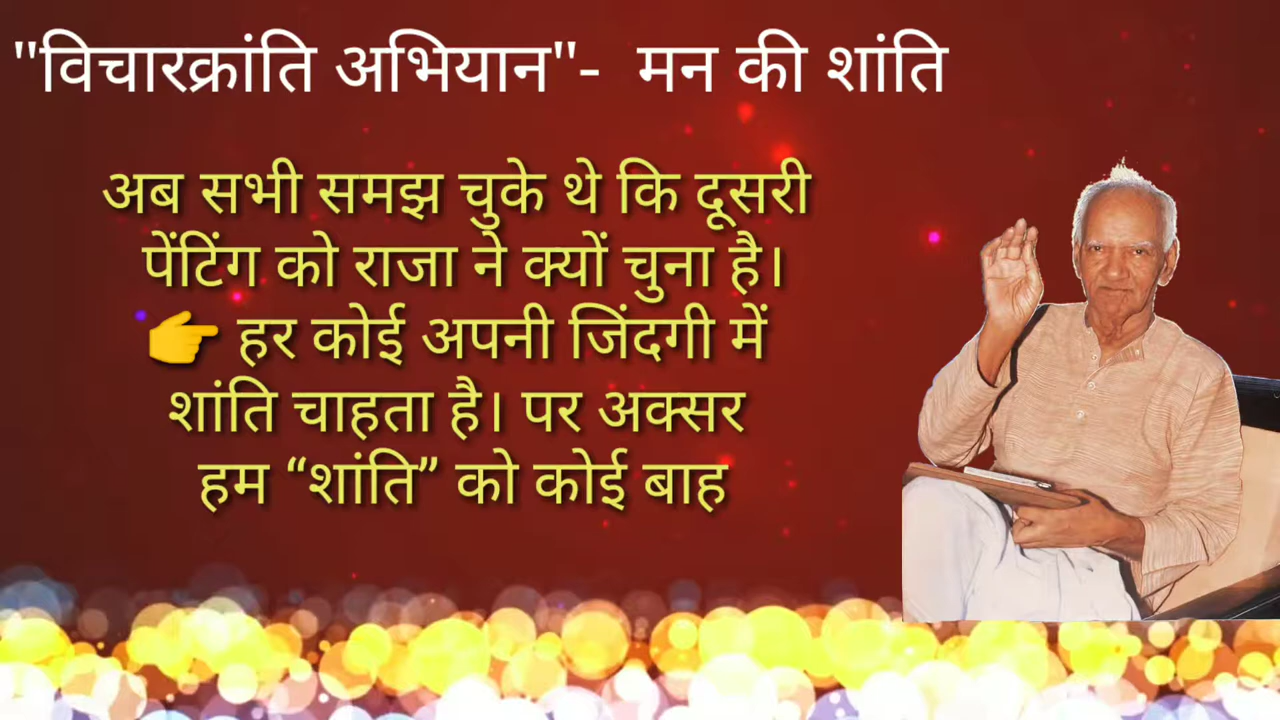 "विचारक्रांति अभियान"- मन की शांति
अब सभी समझ चुके थे कि दूसरी
पेंटिंग को राजा ने क्यों चुना है।
👉 हर कोई अपनी जिंदगी में
शांति चाहता है। पर अक्सर
हम “शांति” को कोई बाह